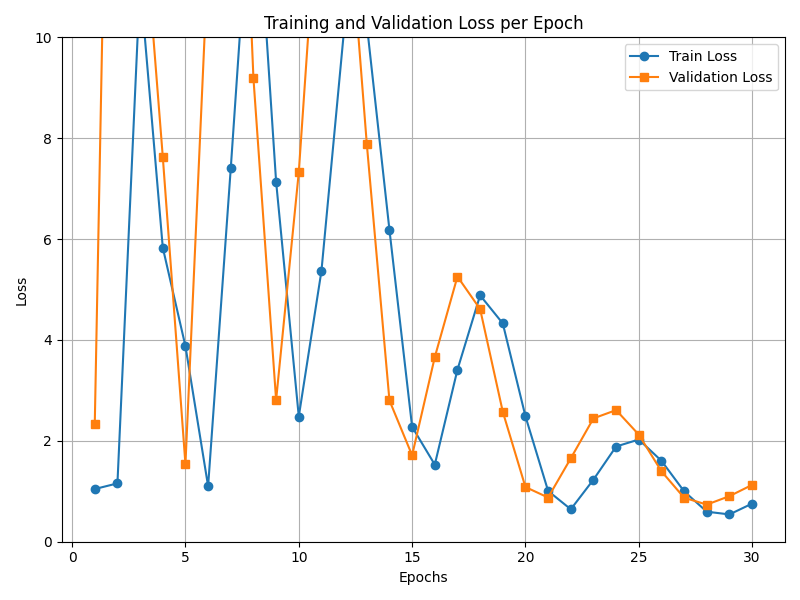 Training and Validation Loss per Epoch
Train Loss
Validation Loss
Loss
10
8
6
4
2
0
0 5 10 15 20 25 30
Epochs